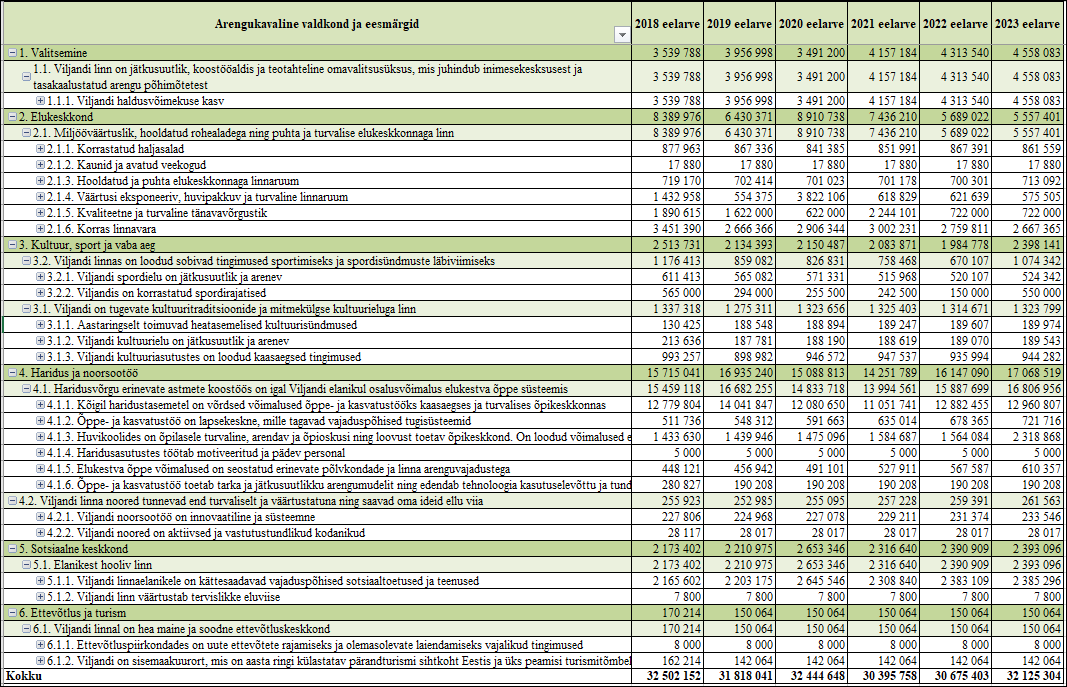 Arengukavaline valdkond ja eesmärgid 2018 eelarve 2019 eelarve 2020 eelarve 2021 eelarve 2022 eelarve 2023 eelarve
1. Valitsemine 3 539 788 3 956 998 3 491 200 4 157 184 4 313 540 4 558 083
1.1. Viljandi linn on jätkusuutlik, koostööaldis ja teotahteline omavalitsusüksus, mis juhindub inimesekesksusest ja
tasakaalustatud arengu põhimõtetest 3 539 788 3 956 998 3 491 200 4 157 184 4 313 540 4 558 083
1.1.1. Viljandi haldusvõimekuse kasv 3 539 788 3 956 998 3 491 200 4 157 184 4 313 540 4 558 083
2. Elukeskkond 8 389 976 6 430 371 8 910 738 7 436 210 5 689 022 5 557 401
2.1. Miljööväärtuslik, hooldatud rohealadega ning puhta ja turvalise elukeskkonnaga linn 8 389 976 6 430 371 8 910 738 7 436 210 5 689 022 5 557 401
2.1.1. Korrastatud haljasalad 877 963 867 336 841 385 851 991 867 391 861 559
2.1.2. Kaunid ja avatud veekogud 17 880 17 880 17 880 17 880 17 880 17 880
2.1.3. Hooldatud ja puhta elukeskkonnaga linnaruum 719 170 702 414 701 023 701 178 700 301 713 092
2.1.4. Väärtusi eksponeeriv, huvipakkuv ja turvaline linnaruum 1 432 958 554 375 3 822 106 618 829 621 639 575 505
2.1.5. Kvaliteetne ja turvaline tänavavõrgustik 1 890 615 1 622 000 622 000 2 244 101 722 000 722 000
2.1.6. Korras linnavara 3 451 390 2 666 366 2 906 344 3 002 231 2 759 811 2 667 365
3. Kultuur, sport ja vaba aeg 2 513 731 2 134 393 2 150 487 2 083 871 1 984 778 2 398 141
3.2. Viljandi linnas on loodud sobivad tingimused sportimiseks ja spordisündmuste läbiviimiseks 1 176 413 859 082 826 831 758 468 670 107 1 074 342
3.2.1. Viljandi spordielu on jätkusuutlik ja arenev 611 413 565 082 571 331 515 968 520 107 524 342
3.2.2. Viljandis on korrastatud spordirajatised 565 000 294 000 255 500 242 500 150 000 550 000
3.1. Viljandi on tugevate kultuuritraditsioonide ja mitmekülgse kultuurieluga linn 1 337 318 1 275 311 1 323 656 1 325 403 1 314 671 1 323 799
3.1.1. Aastaringselt toimuvad heatasemelised kultuurisündmused 130 425 188 548 188 894 189 247 189 607 189 974
3.1.2. Viljandi kultuurielu on jätkusuutlik ja arenev 213 636 187 781 188 190 188 619 189 070 189 543
3.1.3. Viljandi kultuuriasutustes on loodud kaasaegsed tingimused 993 257 898 982 946 572 947 537 935 994 944 282
4. Haridus ja noorsootöö 15 715 041 16 935 240 15 088 813 14 251 789 16 147 090 17 068 519
4.1. Haridusvõrgu erinevate astmete koostöös on igal Viljandi elanikul osalusvõimalus elukestva õppe süsteemis 15 459 118 16 682 255 14 833 718 13 994 561 15 887 699 16 806 956
4.1.1. Kõigil haridustasemetel on võrdsed võimalused õppe- ja kasvatustööks kaasaegses ja turvalises õpikeskkonnas 12 779 804 14 041 847 12 080 650 11 051 741 12 882 455 12 960 807
4.1.2. Õppe- ja kasvatustöö on lapsekeskne, mille tagavad vajaduspõhised tugisüsteemid 511 736 548 312 591 663 635 014 678 365 721 716
4.1.3. Huvikoolides on õpilasele turvaline, arendav ja õpioskusi ning loovust toetav õpikeskkond. On loodud võimalused e 1 433 630 1 439 946 1 475 096 1 584 687 1 564 084 2 318 868
4.1.4. Haridusasutustes töötab motiveeritud ja pädev personal 5 000 5 000 5 000 5 000 5 000 5 000
4.1.5. Elukestva õppe võimalused on seostatud erinevate põlvkondade ja linna arenguvajadustega 448 121 456 942 491 101 527 911 567 587 610 357
4.1.6. Õppe- ja kasvatustöö toetab tarka ja jätkusuutlikku arengumudelit ning edendab tehnoloogia kasutuselevõttu ja tund 280 827 190 208 190 208 190 208 190 208 190 208
4.2. Viljandi linna noored tunnevad end turvaliselt ja väärtustatuna ning saavad oma ideid ellu viia 255 923 252 985 255 095 257 228 259 391 261 563
4.2.1. Viljandi noorsootöö on innovaatiline ja süsteemne 227 806 224 968 227 078 229 211 231 374 233 546
4.2.2. Viljandi noored on aktiivsed ja vastutustundlikud kodanikud 28 117 28 017 28 017 28 017 28 017 28 017
5. Sotsiaalne keskkond 2 173 402 2 210 975 2 653 346 2 316 640 2 390 909 2 393 096
5.1. Elanikest hooliv linn 2 173 402 2 210 975 2 653 346 2 316 640 2 390 909 2 393 096
5.1.1. Viljandi linnaelanikele on kättesaadavad vajaduspõhised sotsiaaltoetused ja teenused 2 165 602 2 203 175 2 645 546 2 308 840 2 383 109 2 385 296
5.1.2. Viljandi linn väärtustab tervislikke eluviise 7 800 7 800 7 800 7 800 7 800 7 800
6. Ettevõtlus ja turism 170 214 150 064 150 064 150 064 150 064 150 064
6.1. Viljandi linnal on hea maine ja soodne ettevõtluskeskkond 170 214 150 064 150 064 150 064 150 064 150 064
6.1.1. Ettevõtluspiirkondades on uute ettevõtete rajamiseks ja olemasolevate laiendamiseks vajalikud tingimused 8 000 8 000 8 000 8 000 8 000 8 000
6.1.2. Viljandi on sisemaakuurort, mis on aasta ringi külastatav pärandturismi sihtkoht Eestis ja üks peamisi turismitõmbel 162 214 142 064 142 064 142 064 142 064 142 064
Kokku 32 502 152 31 818 041 32 444 648 30 395 758 30 675 403 32 125 304